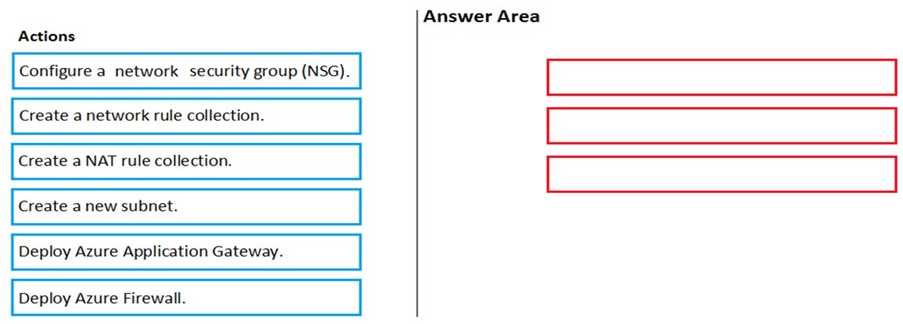 Answer Area
Actions
Configure a network security group (NSG).
Create a network rule collection.
Create a NAT rule collection.
Create a new subnet.
Deploy Azure Application Gateway.
Deploy Azure Firewall.